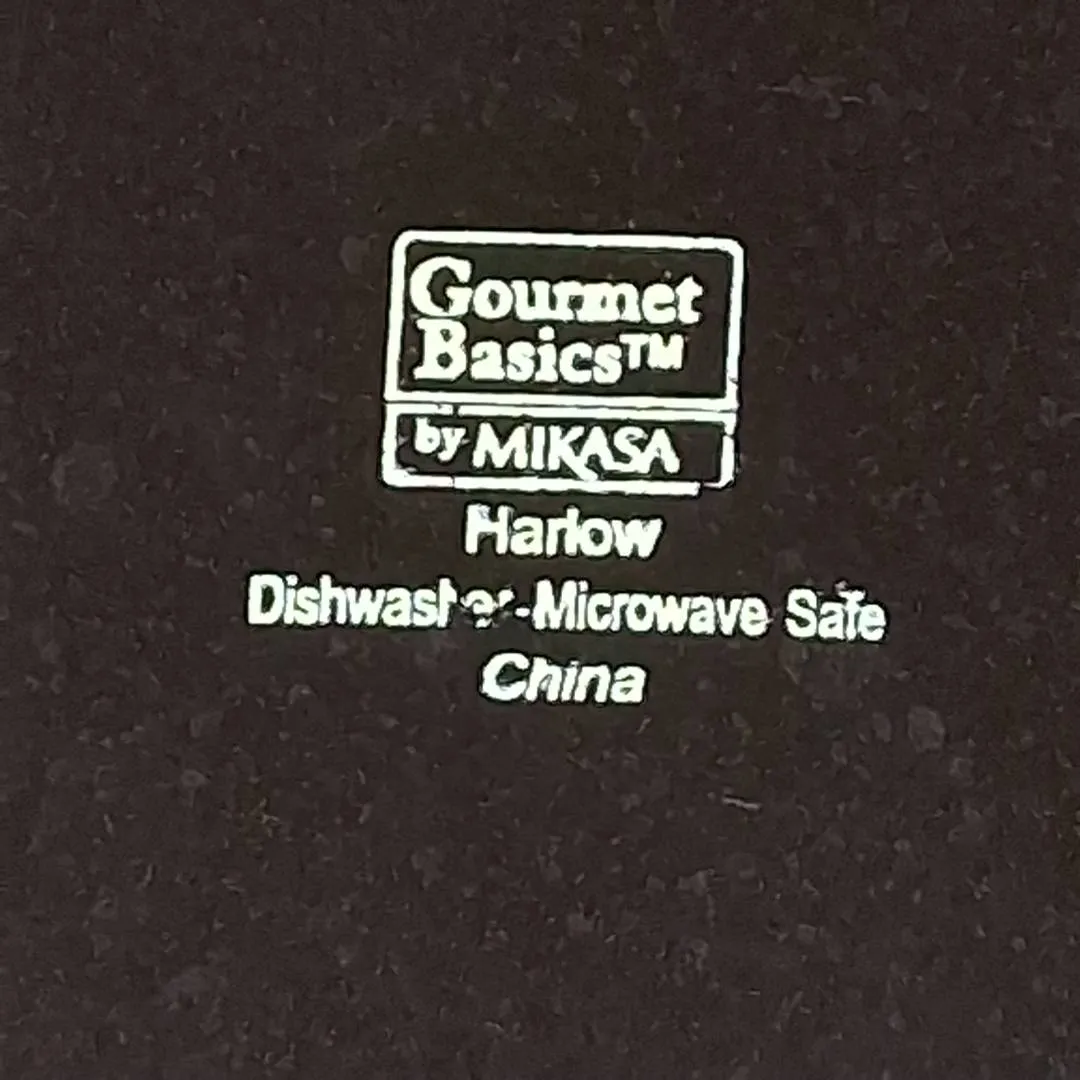 Gourmet
Basics™
by MIKASA
Harlow
Dishwasher-Microwave Safe
China